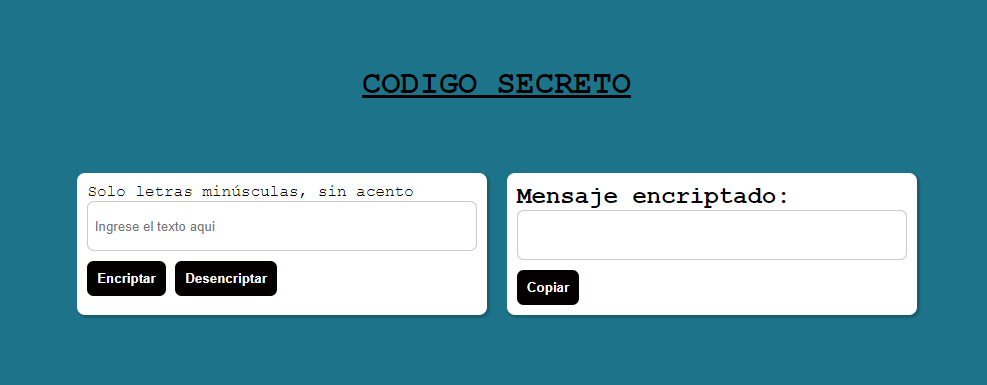 CODIGO SECRETO
Solo letras minúsculas, sin acento
Ingrese el texto aqui
Encriptar
Desencriptar
Mensaje encriptado:
Copiar